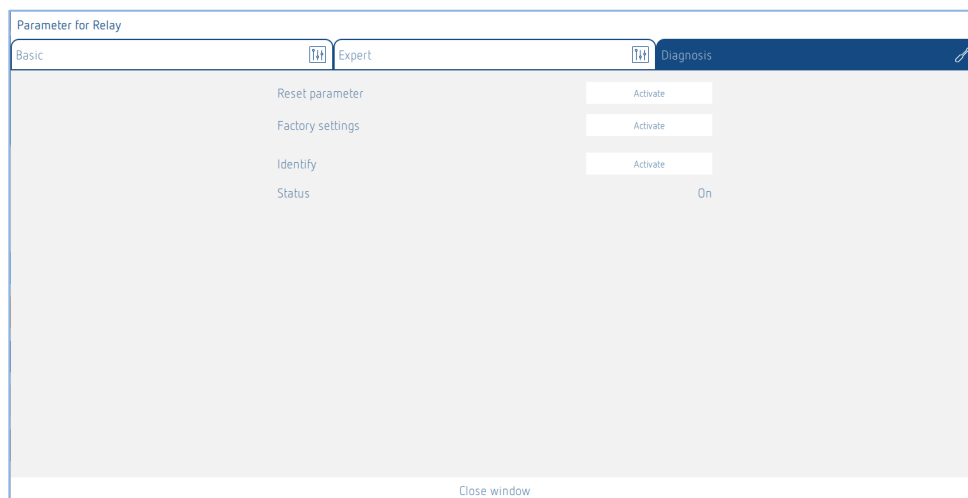 Parameter for Relay
Basic Expert Diagnosis
Reset parameter Activate
Factory settings Activate
Identify Activate
Status On
Close window